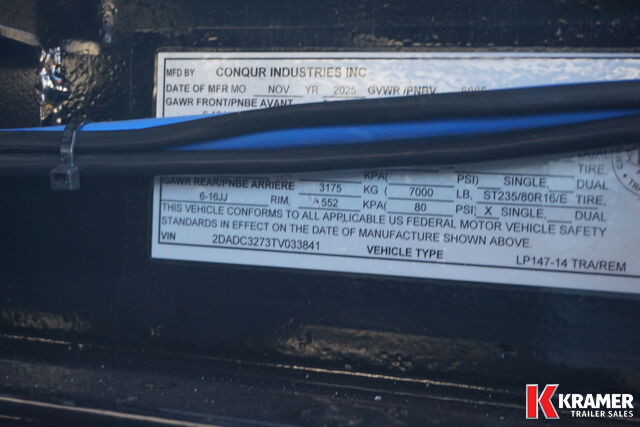 MFD BY CONQUR INDUSTRIES INC
DATE OF MFR MO NOV YR 2025 GVWR/PNBV
GAWR FRONT/PNBE AVANT
KPA( PSI) SINGLE, DUAL
TIRE,
GAWR REAR/PNBE ARRIÈRE 3175 KG ( 7000 LB, ST235/80R16/E TIRE,
6-16JJ RIM, 552 KPA( 80 PSI) X SINGLE, DUAL
THIS VEHICLE CONFORMS TO ALL APPLICABLE US FEDERAL MOTOR VEHICLE SAFETY
STANDARDS IN EFFECT ON THE DATE OF MANUFACTURE SHOWN ABOVE.
VIN 2DADC3273TV033841 VEHICLE TYPE LP147-14 TRA/REM
K KRAMER
TRAILER SALES